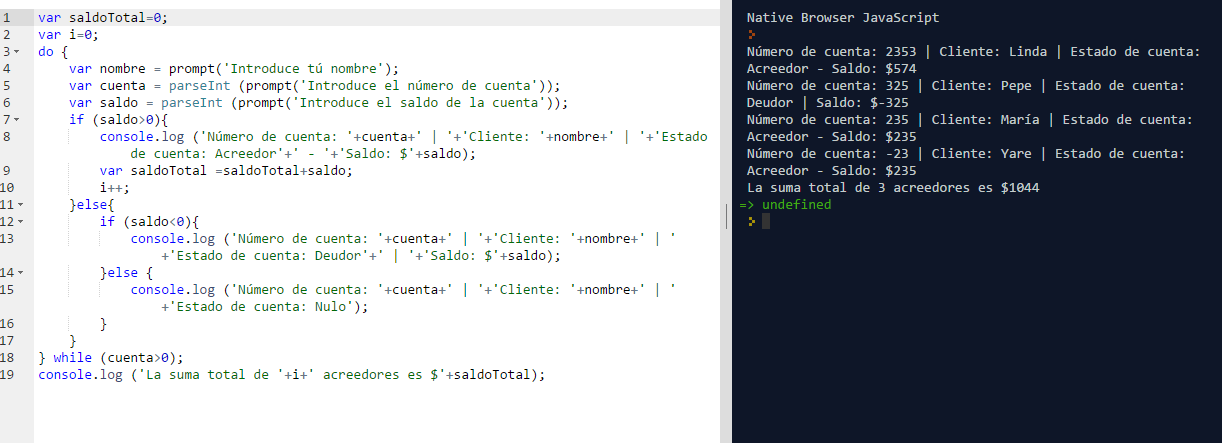 1 var saldoTotal=0;
2 var i=0;
3 do {
4 var nombre = prompt('Introduce tú nombre');
5 var cuenta = parseInt (prompt('Introduce el número de cuenta'));
6 var saldo = parseInt (prompt('Introduce el saldo de la cuenta'));
7 if (saldo>0){
8 console.log ('Número de cuenta: '+cuenta+' | '+'Cliente: '+nombre+' | '+'Estado
de cuenta: Acreedor'+' - '+'Saldo: $'+saldo);
9 var saldoTotal =saldoTotal+saldo;
10 i++;
11 }else{
12 if (saldo<0){
13 console.log ('Número de cuenta: '+cuenta+' | '+'Cliente: '+nombre+' | '
+'Estado de cuenta: Deudor'+' | '+'Saldo: $'+saldo);
14 }else {
15 console.log ('Número de cuenta: '+cuenta+' | '+'Cliente: '+nombre+' | '
+'Estado de cuenta: Nulo');
16 }
17 }
18 } while (cuenta>0);
19 console.log ('La suma total de '+i+' acreedores es $'+saldoTotal);
Native Browser JavaScript
Número de cuenta: 2353 | Cliente: Linda | Estado de cuenta:
Acreedor - Saldo: $574
Número de cuenta: 325 | Cliente: Pepe | Estado de cuenta:
Deudor | Saldo: $-325
Número de cuenta: 235 | Cliente: María | Estado de cuenta:
Acreedor - Saldo: $235
Número de cuenta: -23 | Cliente: Yare | Estado de cuenta:
Acreedor - Saldo: $235
La suma total de 3 acreedores es $1044
=> undefined